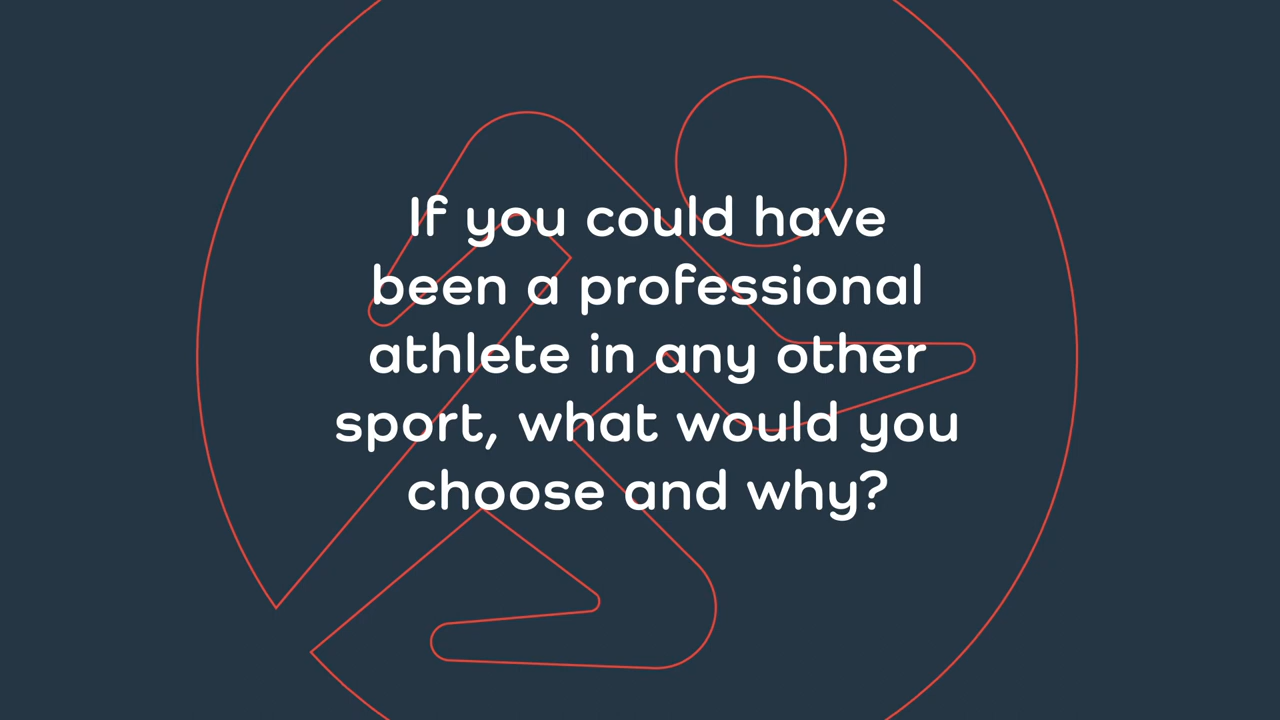 If you could have
been a professional
athlete in any other
sport, what would you
choose and why?